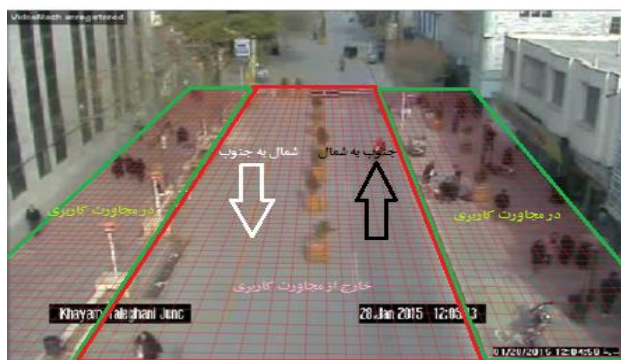 VideoMach unregistered
شمال به جنوب
جنوب به شمال
در مجاورت کاربری
در مجاورت کاربری
خارج از مجاورت کاربری
Khayam Taleghani Junc
28 Jan 2015 12:05:13
01/28/2015 12:04:58